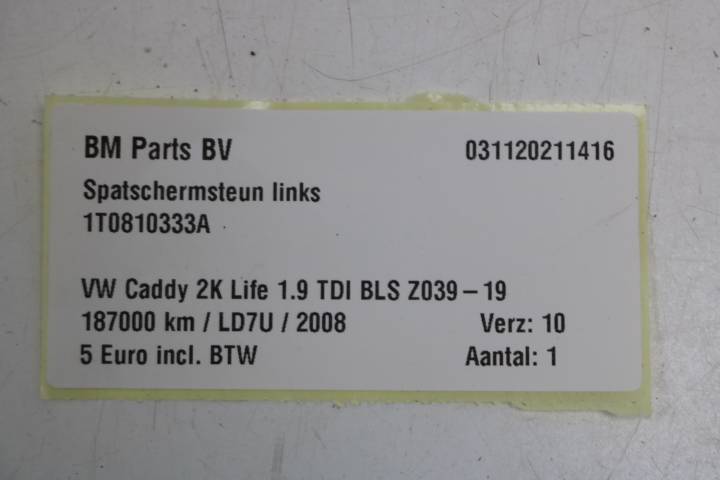 BM Parts BV 031120211416
Spatschermsteun links
1T0810333A
VW Caddy 2K Life 1.9 TDI BLS Z039 – 19
187000 km / LD7U / 2008 Verz: 10
5 Euro incl. BTW Aantal: 1